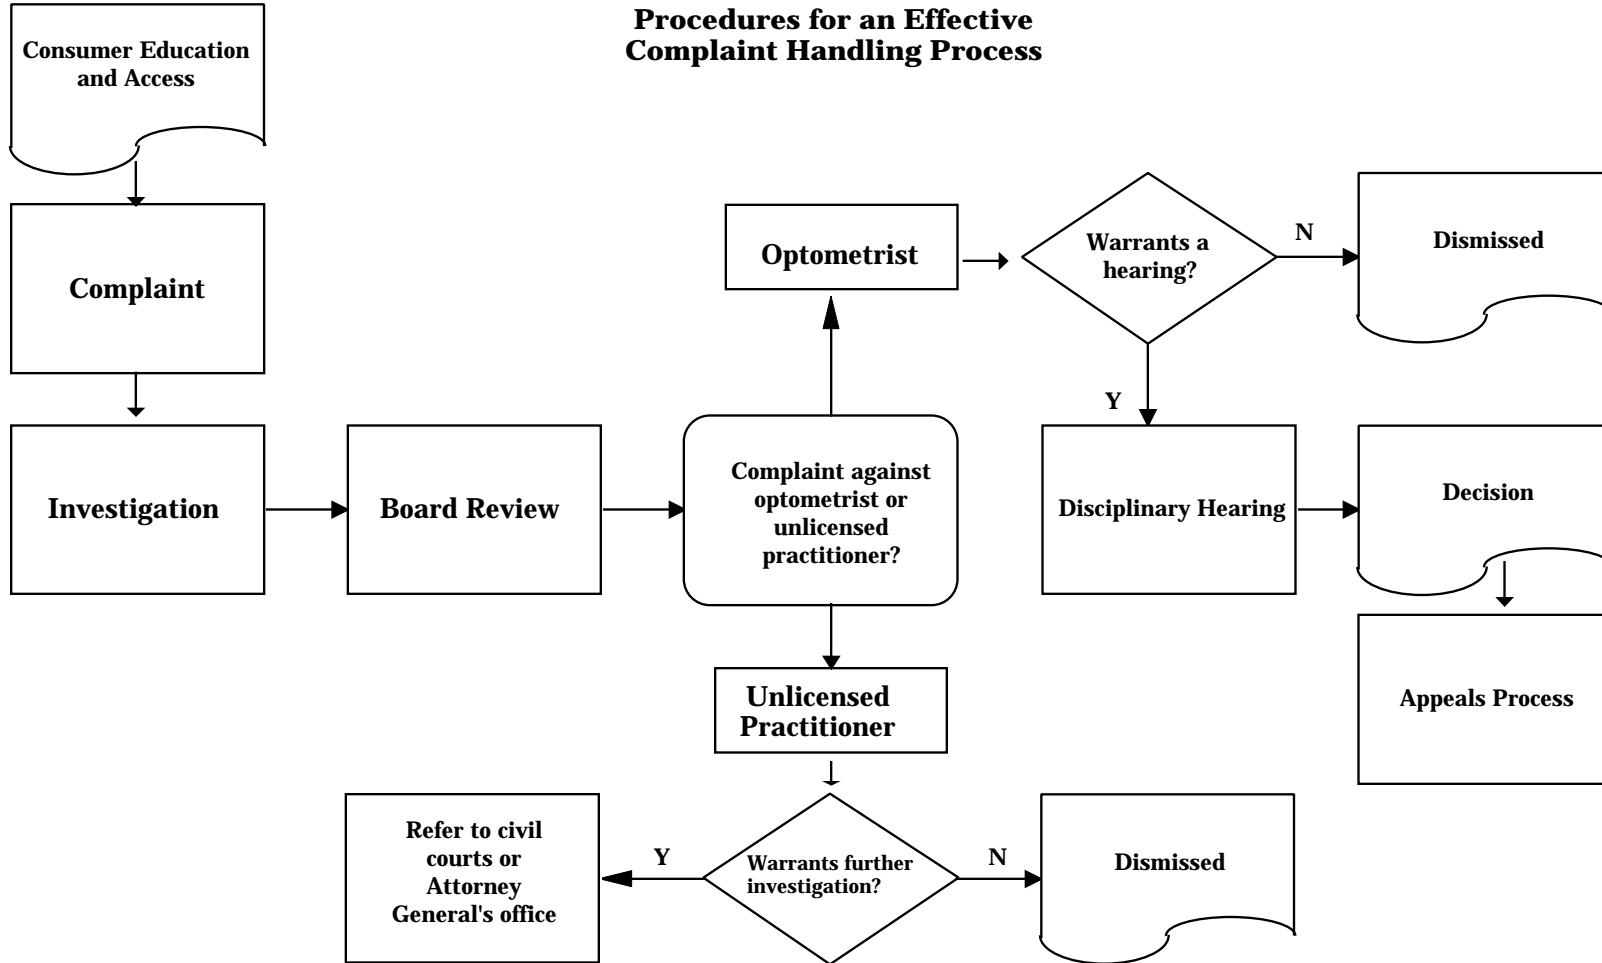 Procedures for an Effective
Complaint Handling Process
Consumer Education
and Access
Complaint
Investigation
Board Review
Complaint against
optometrist or
unlicensed
practitioner?
Optometrist
Warrants a
hearing?
N
Dismissed
Y
Disciplinary Hearing
Decision
Appeals Process
Unlicensed
Practitioner
Warrants further
investigation?
Y
Refer to civil
courts or
Attorney
General's office
N
Dismissed